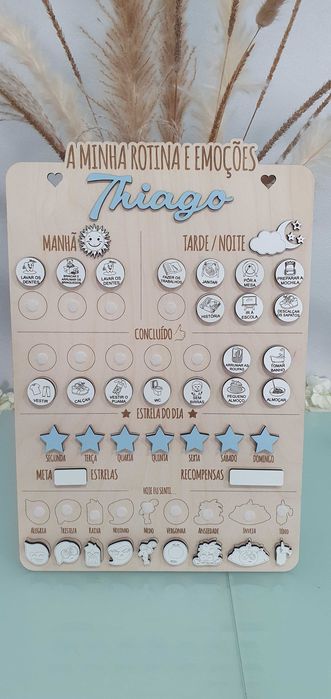 A MINHA ROTINA E EMOÇÕES
Thiago
MANHÃ
TARDE / NOITE
LAVAR OS DENTES
LAVAR OS DENTES
FAZER OS TRABALHOS
JANTAR
PÔR A MESA
PREPARAR A MOCHILA
HISTÓRIA
IR À ESCOLA
DESCALÇAR OS SAPATOS
CONCLUÍDO
ARRUMAR AS ROUPAS
TOMAR BANHO
VESTIR
CALÇAR
VESTIR O PIJAMA
WC
PEQUENO ALMOÇO
ALMOÇAR
ESTRELA DO DIA
SEGUNDA
TERÇA
QUARTA
QUINTA
SEXTA
SÁBADO
DOMINGO
META
ESTRELAS
RECOMPENSAS
HOJE EU SENTI...
ALEGRIA
TRISTEZA
RAIVA
NOJINHO
MEDO
VERGONHA
ANSIEDADE
INVEJA
TÉDIO